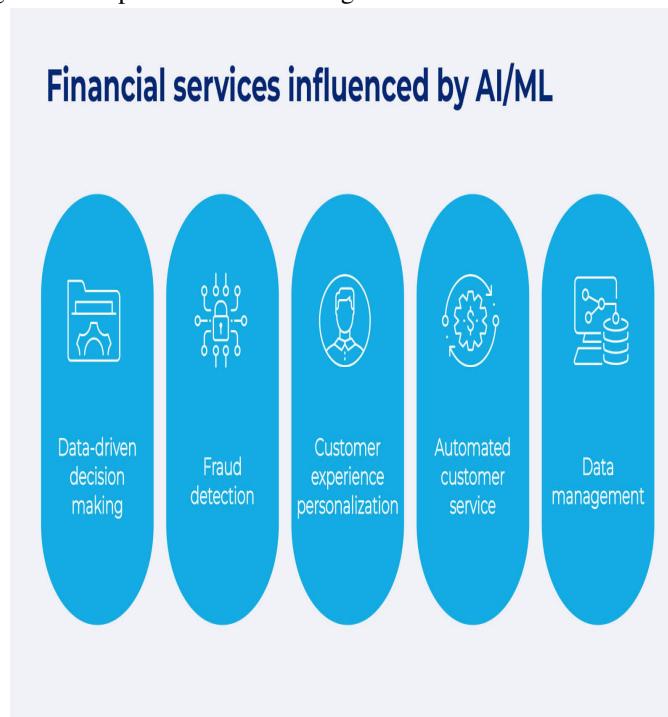 Financial services influenced by AI/ML
Data-driven
decision
making
Fraud
detection
Customer
experience
personalization
Automated
customer
service
$
Data
management